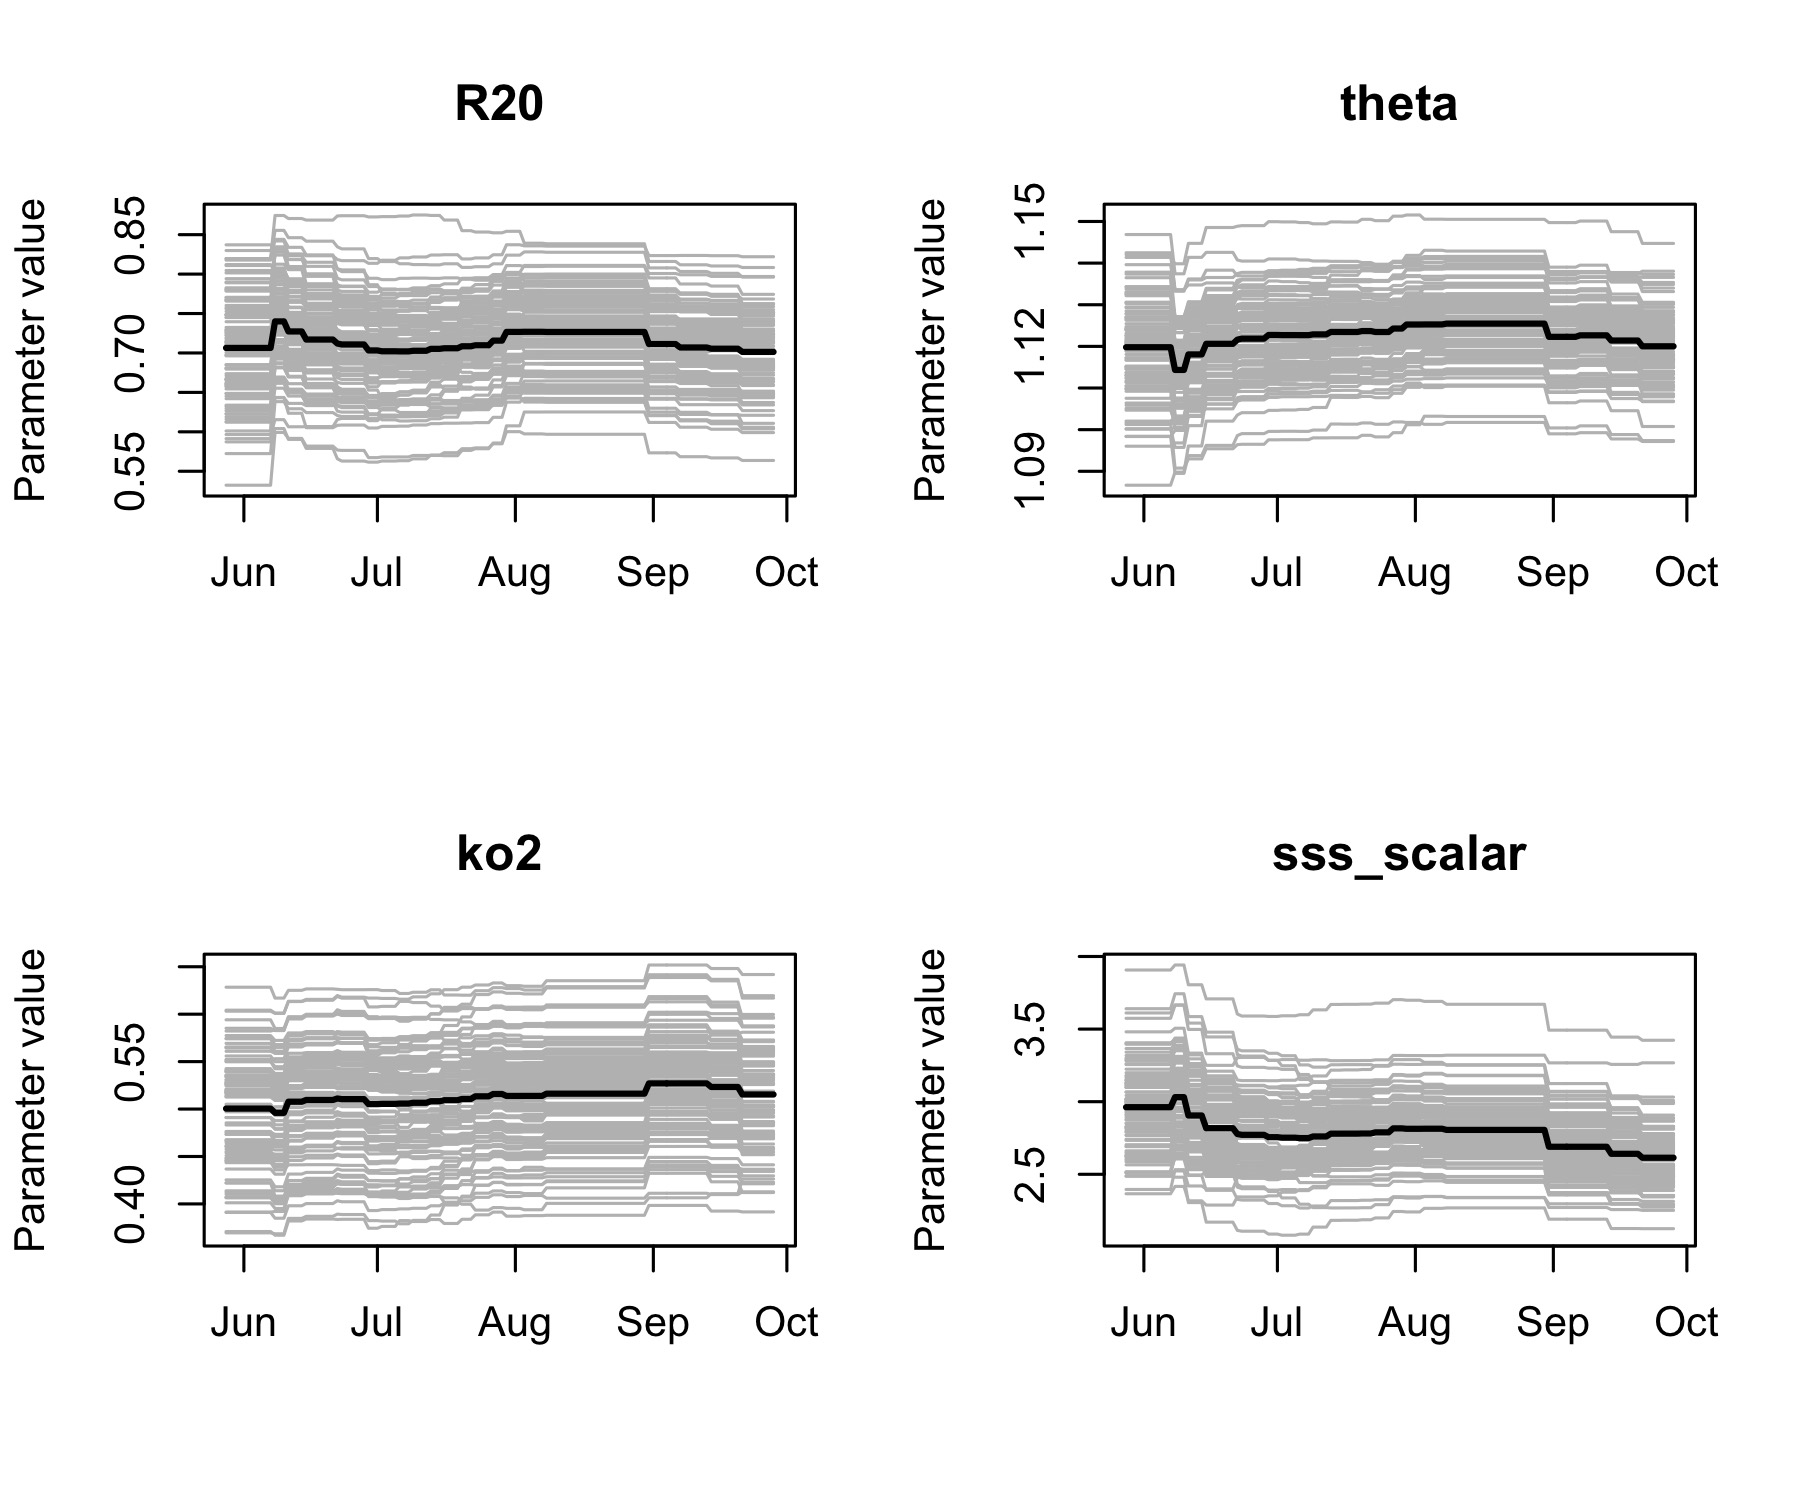 R20
Parameter value
0.55 0.70 0.85
Jun Jul Aug Sep Oct
theta
Parameter value
1.09 1.12 1.15
Jun Jul Aug Sep Oct
ko2
Parameter value
0.40 0.55
Jun Jul Aug Sep Oct
sss_scalar
Parameter value
2.5 3.5
Jun Jul Aug Sep Oct